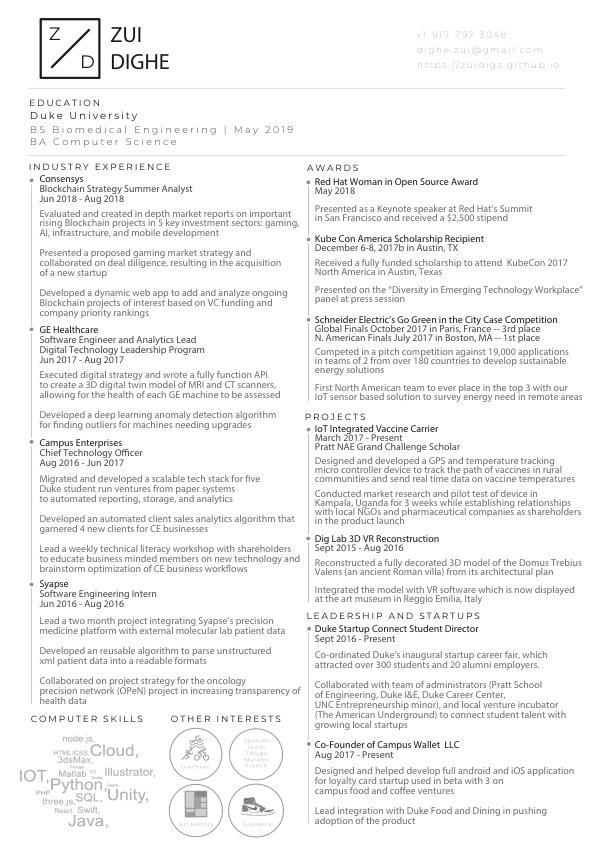 Z
D
ZUI
DIGHE
+1 917 797 3048
dighe.zui@gmail.com
https://zuidigz.github.io
EDUCATION
Duke University
BS Biomedical Engineering | May 2019
BA Computer Science
INDUSTRY EXPERIENCE
Consensys
Blockchain Strategy Summer Analyst
Jun 2018 - Aug 2018
Evaluated and created in depth market reports on important
rising Blockchain projects in 5 key investment sectors: gaming,
AI, infrastructure, and mobile development
Presented a proposed gaming market strategy and
collaborated on deal diligence, resulting in the acquisition
of a new startup
Developed a dynamic web app to add and analyze ongoing
Blockchain projects of interest based on VC funding and
company priority rankings
GE Healthcare
Software Engineer and Analytics Lead
Digital Technology Leadership Program
Jun 2017 - Aug 2017
Executed digital strategy and wrote a fully function API
to create a 3D digital twin model of MRI and CT scanners,
allowing for the health of each GE machine to be assessed
Developed a deep learning anomaly detection algorithm
for finding outliers for machines needing upgrades
Campus Enterprises
Chief Technology Officer
Aug 2016 - Jun 2017
Migrated and developed a scalable tech stack for five
Duke student run ventures from paper systems
to automated reporting, storage, and analytics
Developed an automated client sales analytics algorithm that
garnered 4 new clients for CE businesses
Lead a weekly technical literacy workshop with shareholders
to educate business minded members on new technology and
brainstorm optimization of CE business workflows
Syapse
Software Engineering Intern
Jun 2016 - Aug 2016
Lead a two month project integrating Syapse's precision
medicine platform with external molecular lab patient data
Developed an reusable algorithm to parse unstructured
xml patient data into a readable formats
Collaborated on project strategy for the oncology
precision network (OPeN) project in increasing transparency of
health data
COMPUTER SKILLS
node.js,
HTML/CSS, Cloud,
3dsMax,
IOT, Matlab Illustrator,
Python
PHP, SQL, Unity,
three.js,
React, Swift,
Java,
OTHER INTERESTS
Triathlete
Spanish
Hindi
Telugu
Marathi
French
Art History
Sneakers
AWARDS
Red Hat Woman in Open Source Award
May 2018
Presented as a Keynote speaker at Red Hat's Summit
in San Francisco and received a $2,500 stipend
Kube Con America Scholarship Recipient
December 6-8, 2017b in Austin, TX
Received a fully funded scholarship to attend KubeCon 2017
North America in Austin, Texas
Presented on the "Diversity in Emerging Technology Workplace"
panel at press session
Schneider Electric's Go Green in the City Case Competition
Global Finals October 2017 in Paris, France -- 3rd place
N. American Finals July 2017 in Boston, MA -- 1st place
Competed in a pitch competition against 19,000 applications
in teams of 2 from over 180 countries to develop sustainable
energy solutions
First North American team to ever place in the top 3 with our
IoT sensor based solution to survey energy need in remote areas
PROJECTS
IoT Integrated Vaccine Carrier
March 2017 - Present
Pratt NAE Grand Challenge Scholar
Designed and developed a GPS and temperature tracking
micro controller device to track the path of vaccines in rural
communities and send real time data on vaccine temperatures
Conducted market research and pilot test of device in
Kampala, Uganda for 3 weeks while establishing relationships
with local NGOs and pharmaceutical companies as shareholders
in the product launch
Dig Lab 3D VR Reconstruction
Sept 2015 - Aug 2016
Reconstructed a fully decorated 3D model of the Domus Tiberius
Valens (an ancient Roman villa) from its architectural plan
Integrated the model with VR software which is now displayed
at the art museum in Reggio Emilia, Italy
LEADERSHIP AND STARTUPS
Duke Startup Connect Student Director
Sept 2016 - Present
Co-ordinated Duke's inaugural startup career fair, which
attracted over 300 students and 20 alumni employers.
Collaborated with team of administrators (Pratt School
of Engineering, Duke I&E, Duke Career Center,
UNC Entrepreneurship minor), and local venture incubator
(The American Underground) to connect student talent with
growing local startups
Co-Founder of Campus Wallet LLC
Aug 2017 - Present
Designed and helped develop full android and iOS application
for loyalty card startup used in beta with 3 on
campus food and coffee ventures
Lead integration with Duke Food and Dining in pushing
adoption of the product